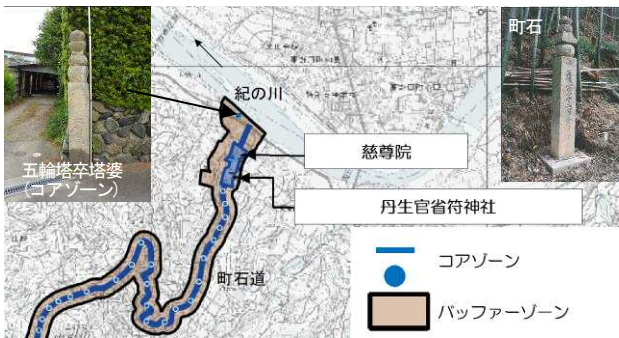 町石
紀の川
慈尊院
五輪塔卒塔婆
(コアゾーン)
丹生官省符神社
コアゾーン
町石道
バッファーゾーン